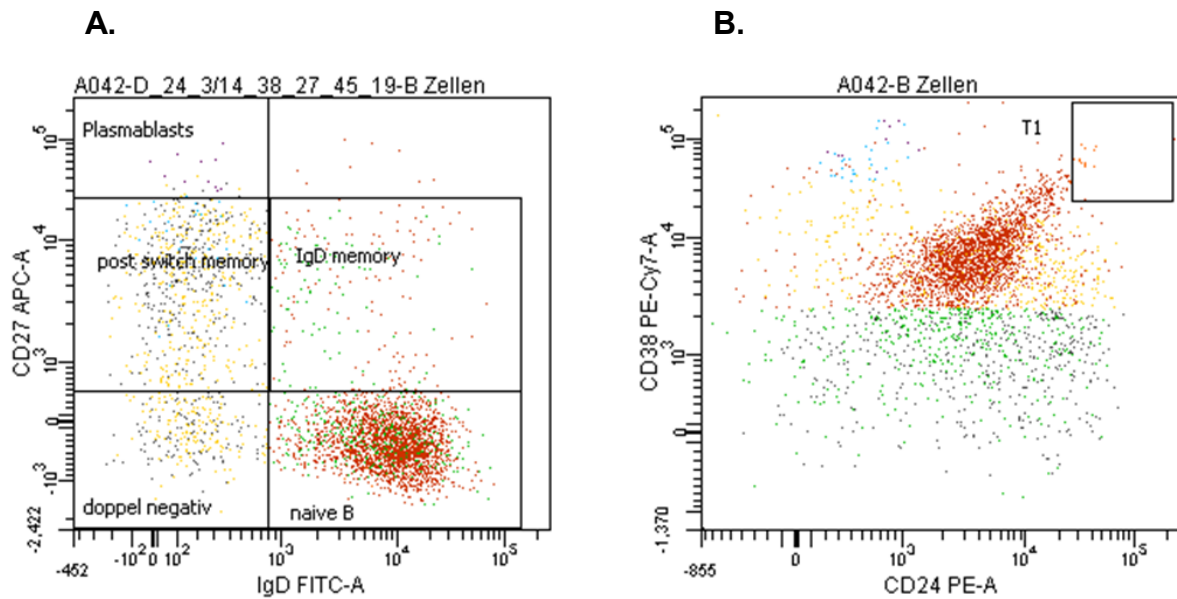 A.
B.
A042-D_24_3/14_38_27_45_19-B Zellen
Plasmablasts
post switch memory
IgD memory
doppel negativ
naive B
CD27 APC-A
10^5
10^4
10^3
0
-10^3
-2,422
-452
-10^2 0 10^2
10^3
10^4
10^5
IgD FITC-A
A042-B Zellen
T1
CD38 PE-Cy7-A
10^5
10^4
10^3
0
-1,370
-855
0
10^3
10^4
10^5
CD24 PE-A